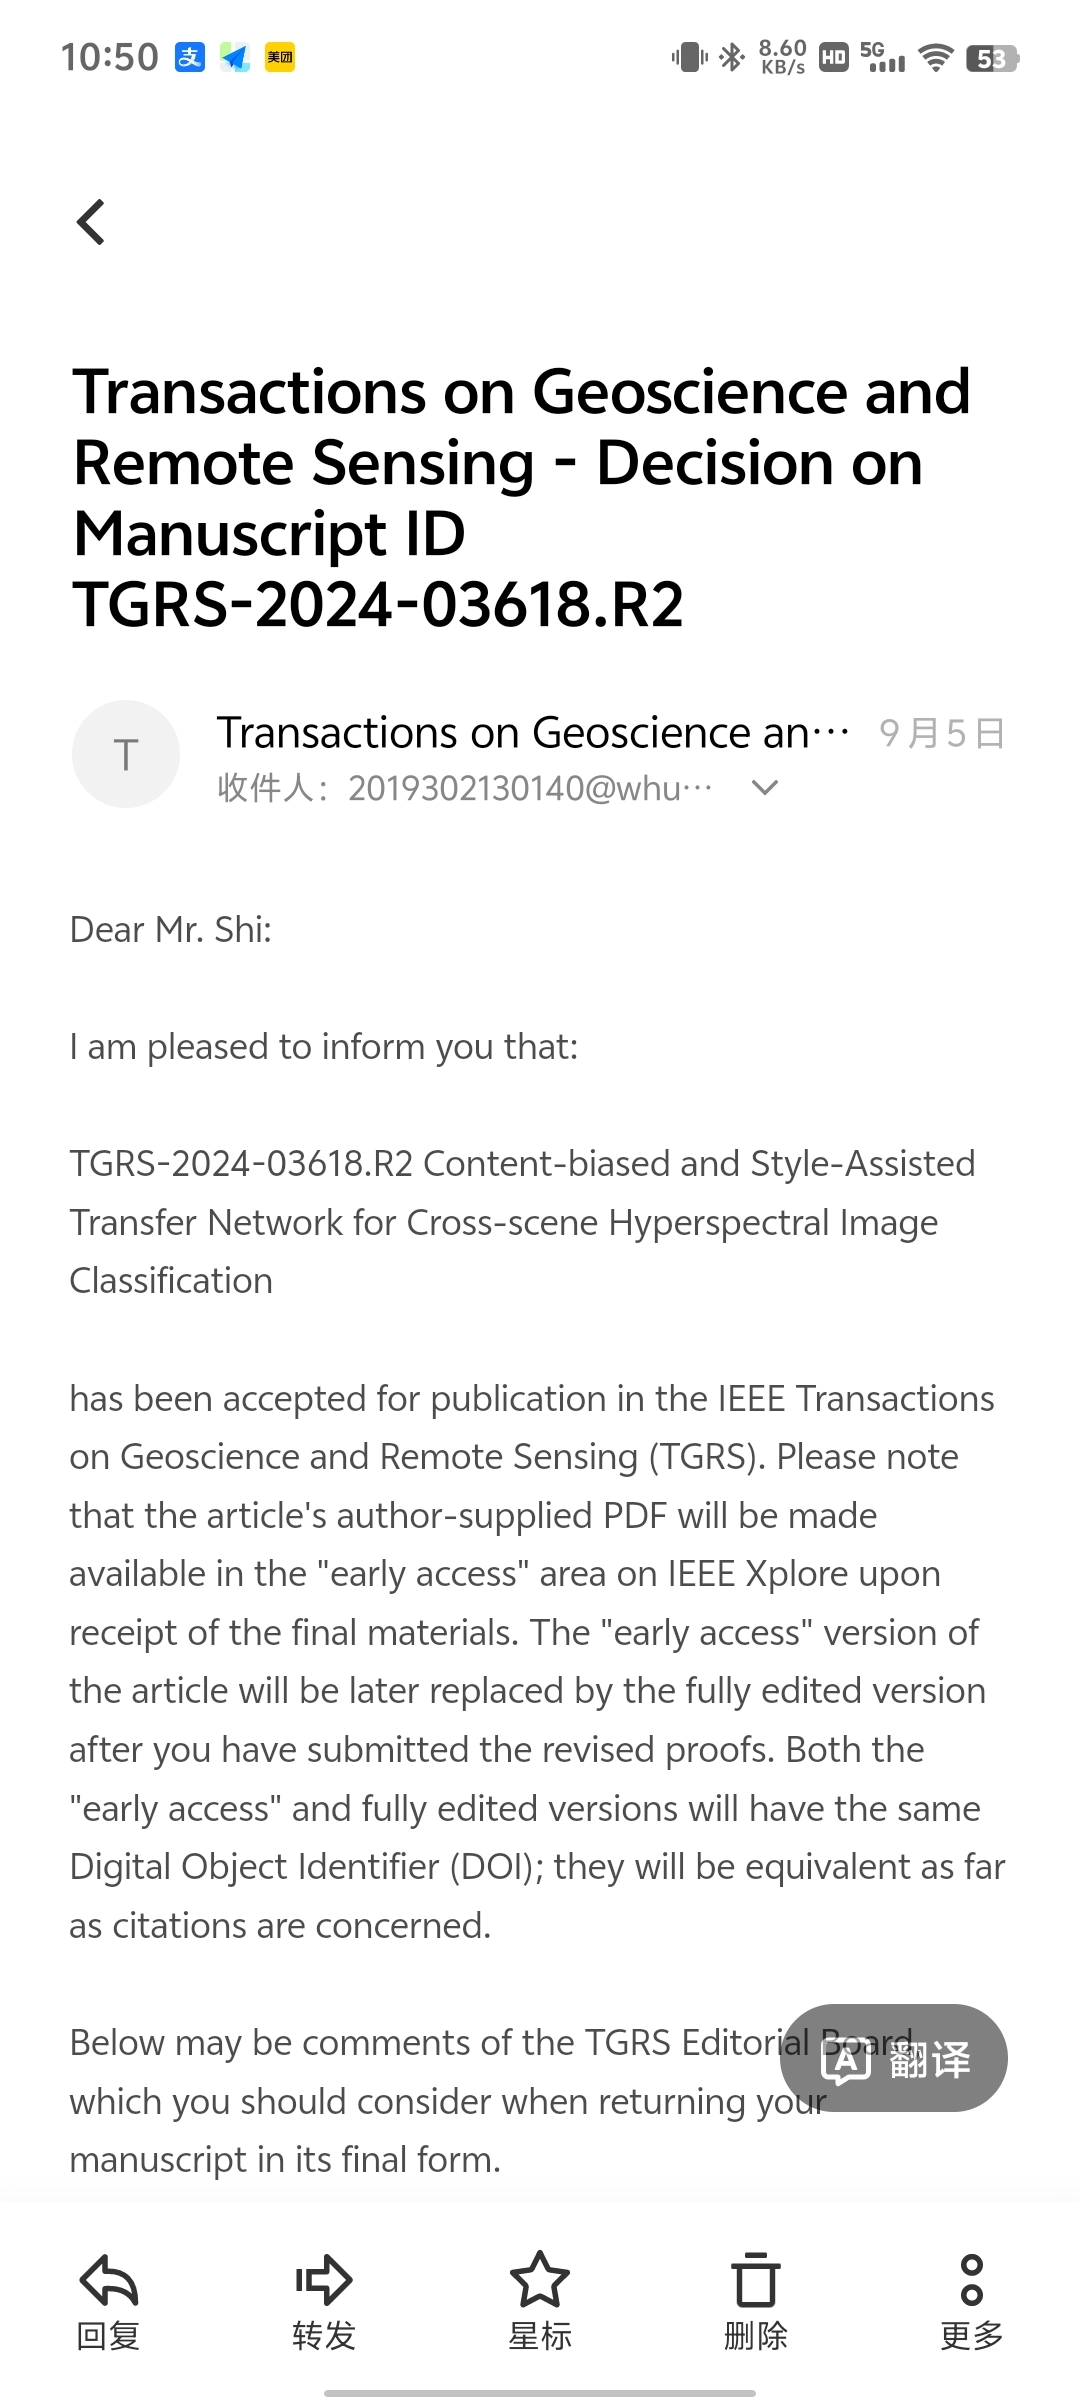 10:50 支 美团 8.60 KB/s HD 5G 53
Transactions on Geoscience and
Remote Sensing - Decision on
Manuscript ID
TGRS-2024-03618.R2
T
Transactions on Geoscience an··· 9月5日
收件人： 2019302130140@whu···
Dear Mr. Shi:
I am pleased to inform you that:
TGRS-2024-03618.R2 Content-biased and Style-Assisted
Transfer Network for Cross-scene Hyperspectral Image
Classification
has been accepted for publication in the IEEE Transactions
on Geoscience and Remote Sensing (TGRS). Please note
that the article's author-supplied PDF will be made
available in the "early access" area on IEEE Xplore upon
receipt of the final materials. The "early access" version of
the article will be later replaced by the fully edited version
after you have submitted the revised proofs. Both the
"early access" and fully edited versions will have the same
Digital Object Identifier (DOI); they will be equivalent as far
as citations are concerned.
Below may be comments of the TGRS Editorial Board
which you should consider when returning your
manuscript in its final form.
A 翻译
回复 转发 星标 删除 更多